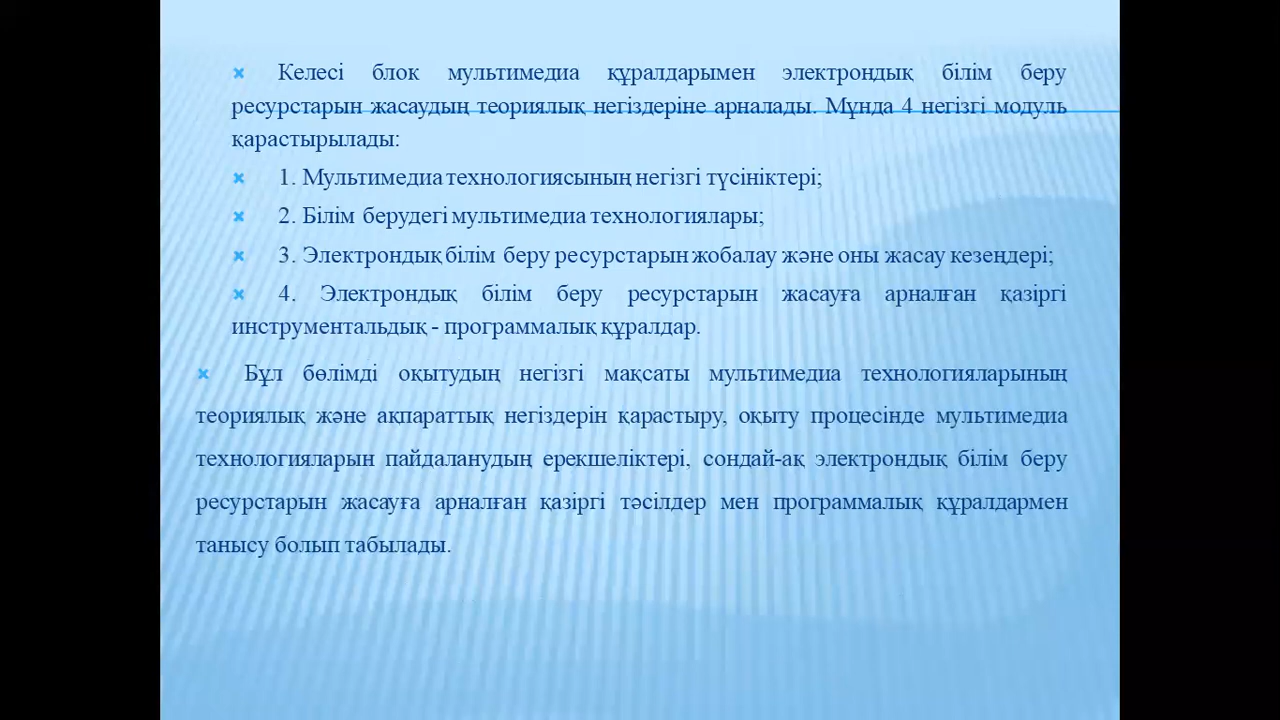 Келесі блок мультимедиа құралдарымен электрондық білім беру
ресурстарын жасаудың теориялық негіздеріне арналады. Мұнда 4 негізгі модуль
қарастырылады:
1. Мультимедиа технологиясының негізгі түсініктері;
2. Білім берудегі мультимедиа технологиялары;
3. Электрондық білім беру ресурстарын жобалау және оны жасау кезеңдері;
4. Электрондық білім беру ресурстарын жасауға арналған қазіргі
инструментальдық - программалық құралдар.
Бұл бөлімді оқытудың негізгі мақсаты мультимедиа технологияларының
теориялық және ақпараттық негіздерін қарастыру, оқыту процесінде мультимедиа
технологияларын пайдаланудың ерекшеліктері, сондай-ақ электрондық білім беру
ресурстарын жасауға арналған қазіргі тәсілдер мен программалық құралдармен
танысу болып табылады.